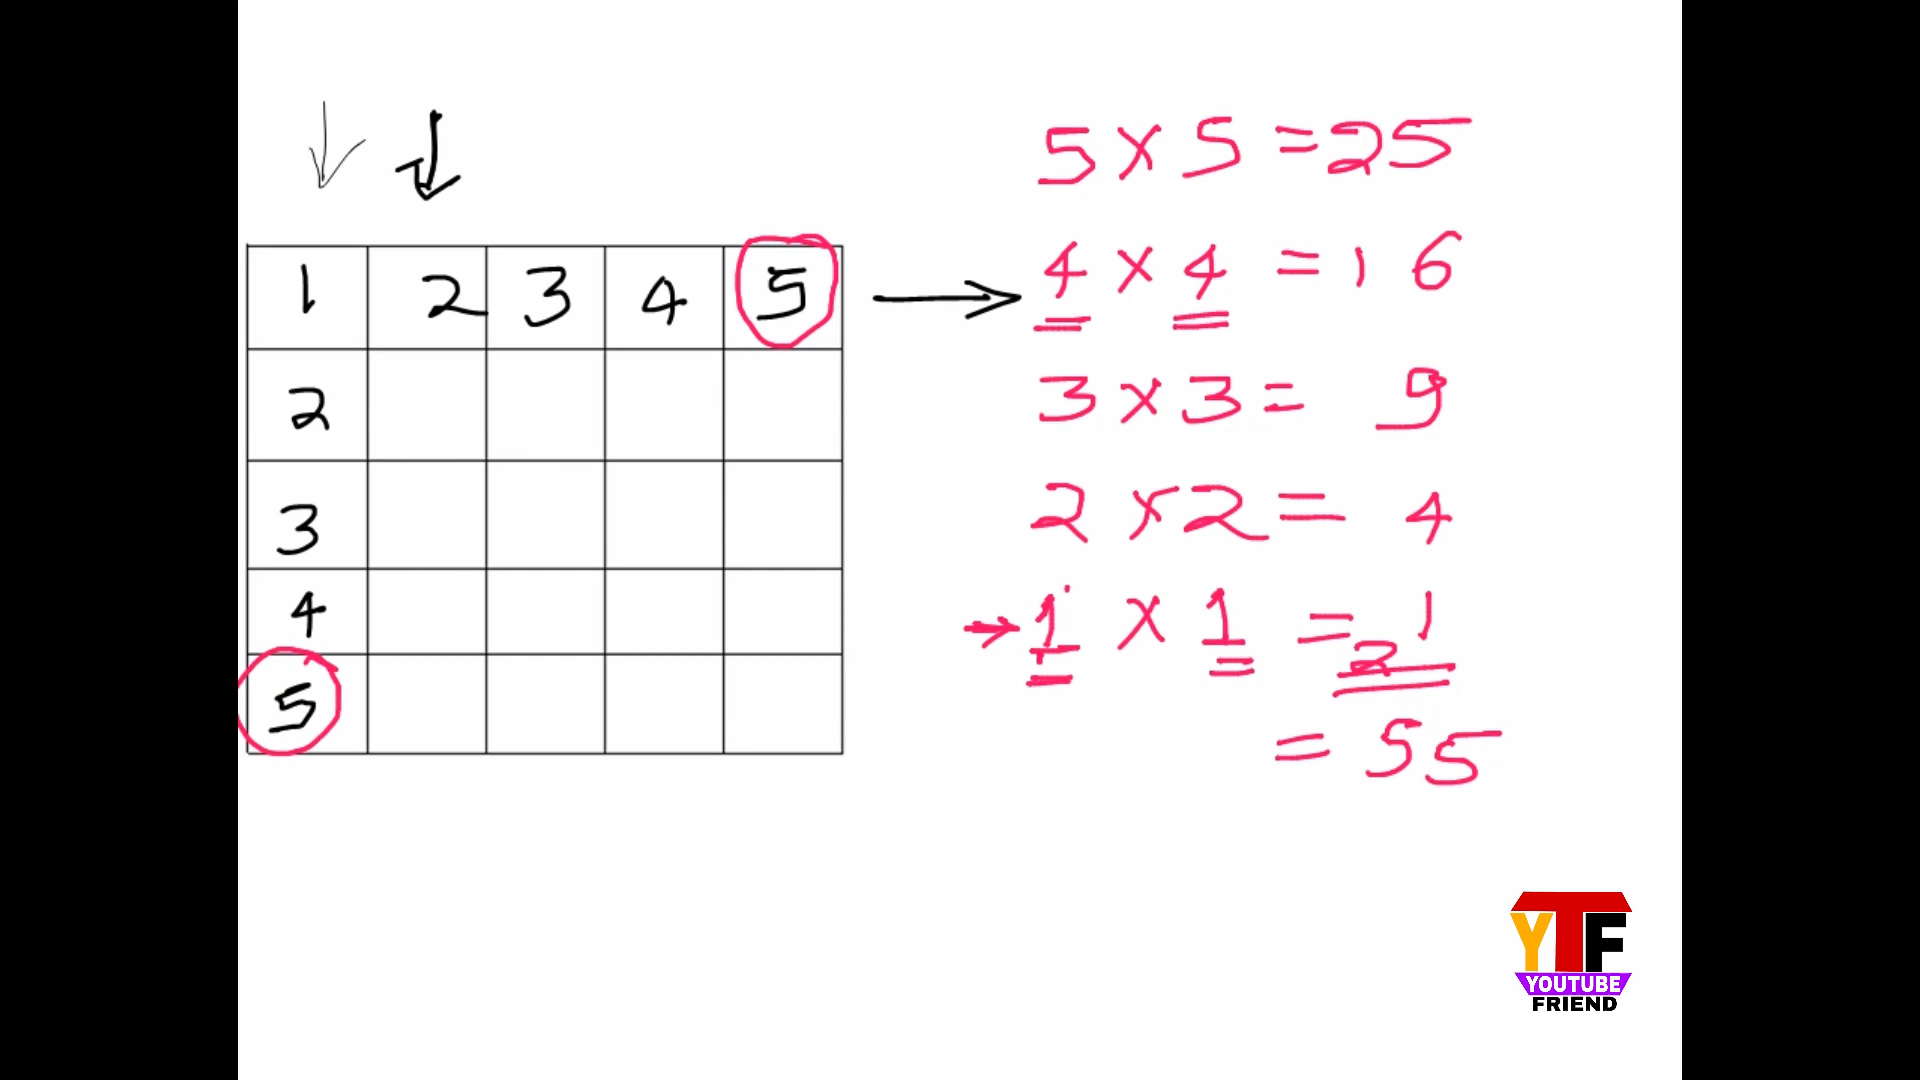 1 2 3 4 5
2
3
4
5
5 x 5 = 25
4 x 4 = 16
3 x 3 = 9
2 x 2 = 4
1 x 1 = 1
2
= 55
YTF
YOUTUBE
FRIEND